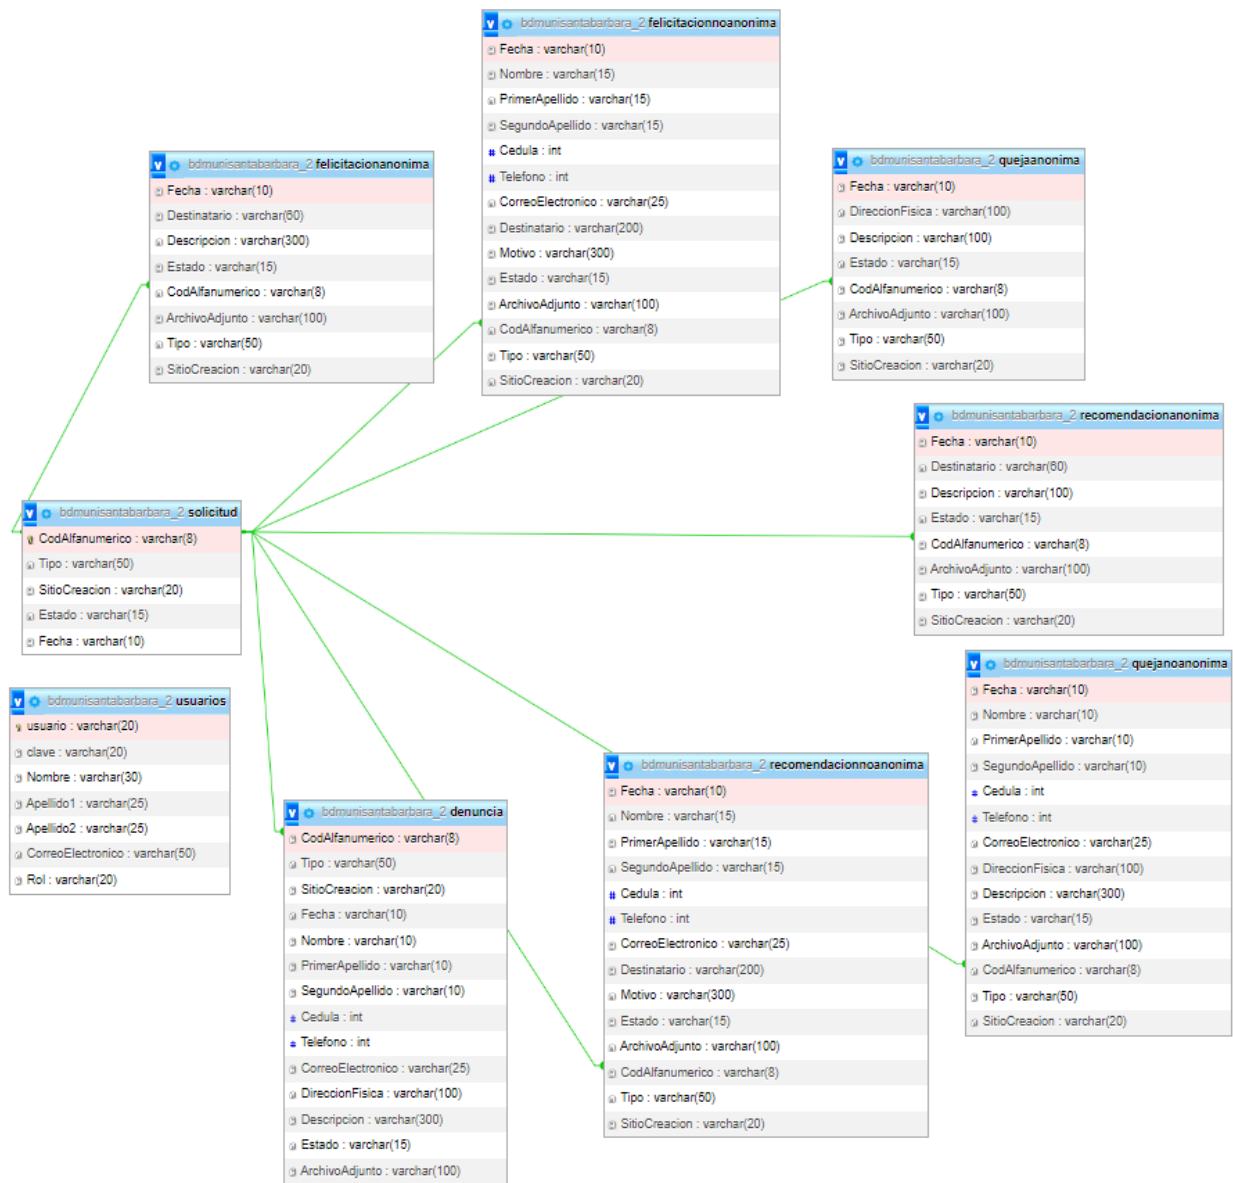 bdmunisantabarbara_2 felicitacionnoanonima
Fecha : varchar(10)
Nombre : varchar(15)
PrimerApellido : varchar(15)
SegundoApellido : varchar(15)
# Cedula : int
# Telefono : int
CorreoElectronico : varchar(25)
Destinatario : varchar(200)
Motivo : varchar(300)
Estado : varchar(15)
ArchivoAdjunto : varchar(100)
CodAlfanumerico : varchar(8)
Tipo : varchar(50)
SitioCreacion : varchar(20)
bdmunisantabarbara_2 felicitacionanonima
Fecha : varchar(10)
Destinatario : varchar(60)
Descripcion : varchar(300)
Estado : varchar(15)
CodAlfanumerico : varchar(8)
ArchivoAdjunto : varchar(100)
Tipo : varchar(50)
SitioCreacion : varchar(20)
bdmunisantabarbara_2 quejaanonima
Fecha : varchar(10)
DireccionFisica : varchar(100)
Descripcion : varchar(100)
Estado : varchar(15)
CodAlfanumerico : varchar(8)
ArchivoAdjunto : varchar(100)
Tipo : varchar(50)
SitioCreacion : varchar(20)
bdmunisantabarbara_2 recomendacionanonima
Fecha : varchar(10)
Destinatario : varchar(60)
Descripcion : varchar(100)
Estado : varchar(15)
CodAlfanumerico : varchar(8)
ArchivoAdjunto : varchar(100)
Tipo : varchar(50)
SitioCreacion : varchar(20)
bdmunisantabarbara_2 solicitud
CodAlfanumerico : varchar(8)
Tipo : varchar(50)
SitioCreacion : varchar(20)
Estado : varchar(15)
Fecha : varchar(10)
bdmunisantabarbara_2 quejanoanonima
Fecha : varchar(10)
Nombre : varchar(10)
PrimerApellido : varchar(10)
SegundoApellido : varchar(10)
# Cedula : int
# Telefono : int
CorreoElectronico : varchar(25)
DireccionFisica : varchar(100)
Descripcion : varchar(300)
Estado : varchar(15)
ArchivoAdjunto : varchar(100)
CodAlfanumerico : varchar(8)
Tipo : varchar(50)
SitioCreacion : varchar(20)
bdmunisantabarbara_2 usuarios
usuario : varchar(20)
clave : varchar(20)
Nombre : varchar(30)
Apellido1 : varchar(25)
Apellido2 : varchar(25)
CorreoElectronico : varchar(50)
Rol : varchar(20)
bdmunisantabarbara_2 recomendacionnoanonima
Fecha : varchar(10)
Nombre : varchar(15)
PrimerApellido : varchar(15)
SegundoApellido : varchar(15)
# Cedula : int
# Telefono : int
CorreoElectronico : varchar(25)
Destinatario : varchar(200)
Motivo : varchar(300)
Estado : varchar(15)
ArchivoAdjunto : varchar(100)
CodAlfanumerico : varchar(8)
Tipo : varchar(50)
SitioCreacion : varchar(20)
bdmunisantabarbara_2 denuncia
CodAlfanumerico : varchar(8)
Tipo : varchar(50)
SitioCreacion : varchar(20)
Fecha : varchar(10)
Nombre : varchar(10)
PrimerApellido : varchar(10)
SegundoApellido : varchar(10)
# Cedula : int
# Telefono : int
CorreoElectronico : varchar(25)
DireccionFisica : varchar(100)
Descripcion : varchar(300)
Estado : varchar(15)
ArchivoAdjunto : varchar(100)